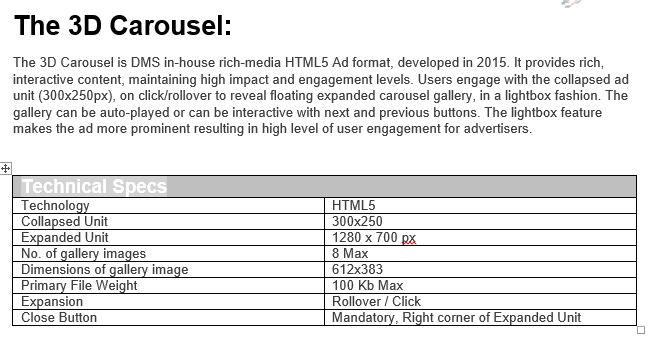 The 3D Carousel:
The 3D Carousel is DMS in-house rich-media HTML5 Ad format, developed in 2015. It provides rich,
interactive content, maintaining high impact and engagement levels. Users engage with the collapsed ad
unit (300x250px), on click/rollover to reveal floating expanded carousel gallery, in a lightbox fashion. The
gallery can be auto-played or can be interactive with next and previous buttons. The lightbox feature
makes the ad more prominent resulting in high level of user engagement for advertisers.
Technical Specs
Technology HTML5
Collapsed Unit 300x250
Expanded Unit 1280 x 700 px
No. of gallery images 8 Max
Dimensions of gallery image 612x383
Primary File Weight 100 Kb Max
Expansion Rollover / Click
Close Button Mandatory, Right corner of Expanded Unit